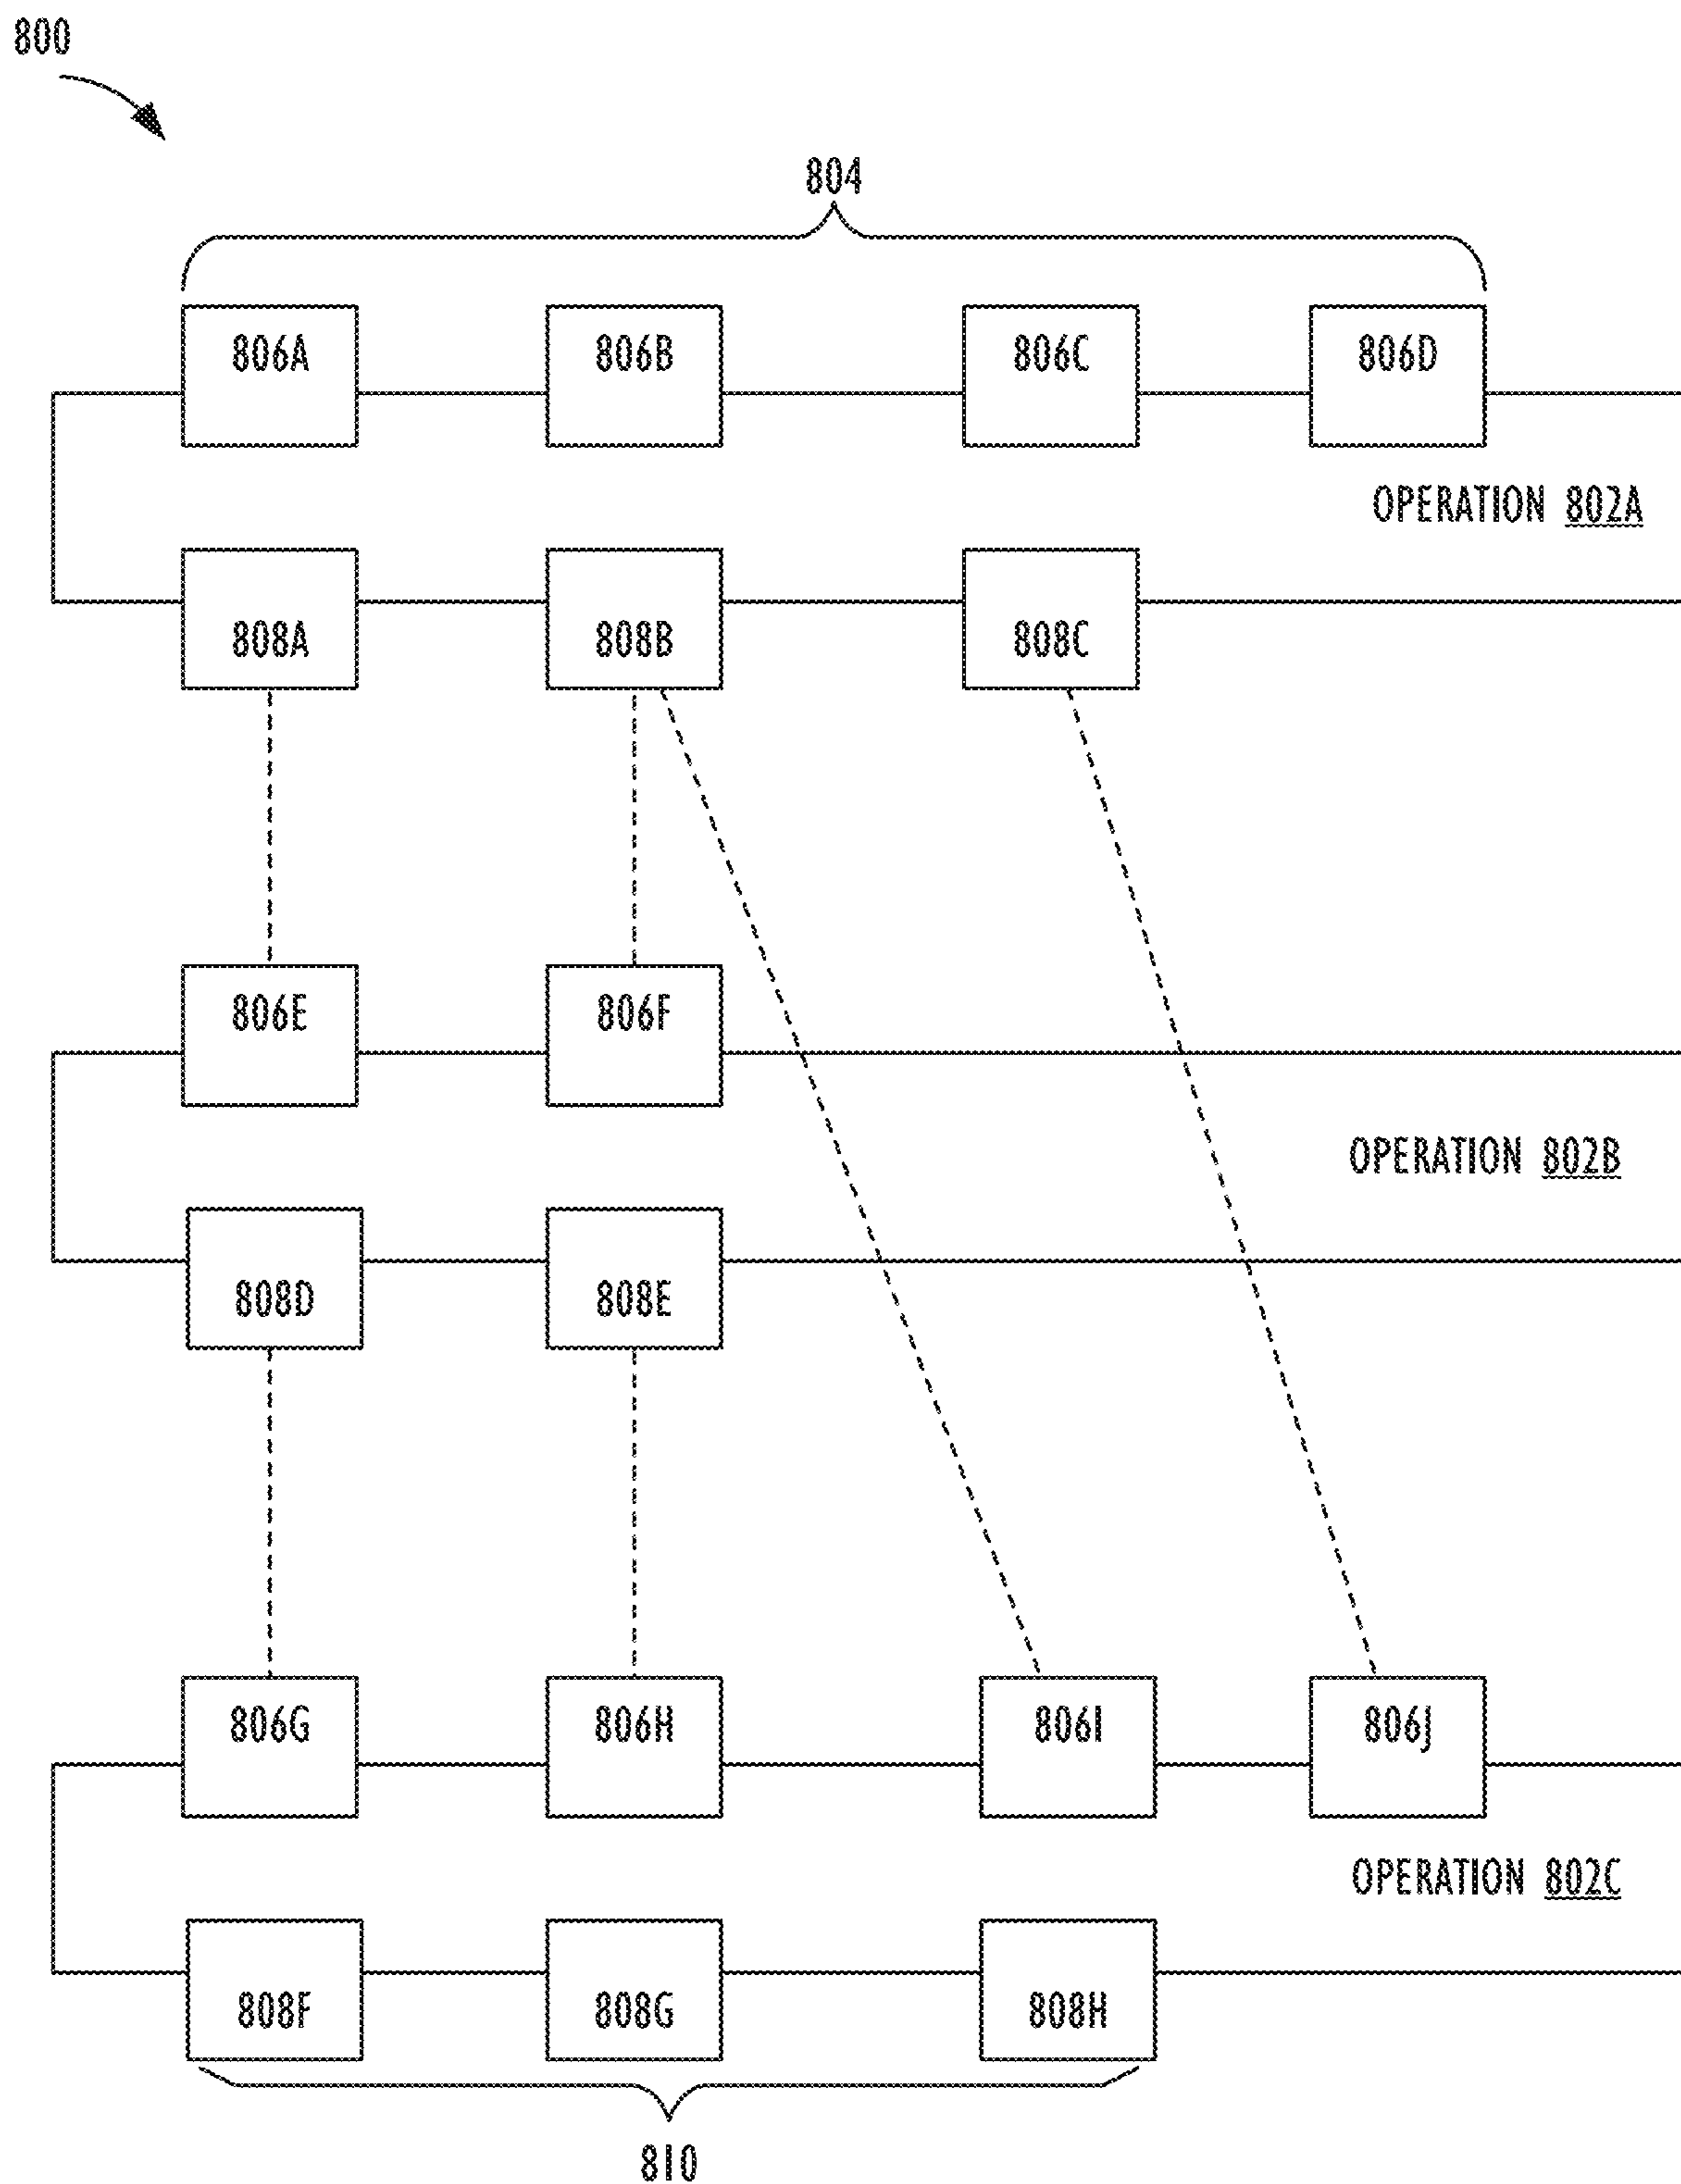 800
804
806A 806B 806C 806D
OPERATION 802A
808A 808B 808C
806E 806F
OPERATION 802B
808D 808E
806G 806H 806I 806J
OPERATION 802C
808F 808G 808H
810